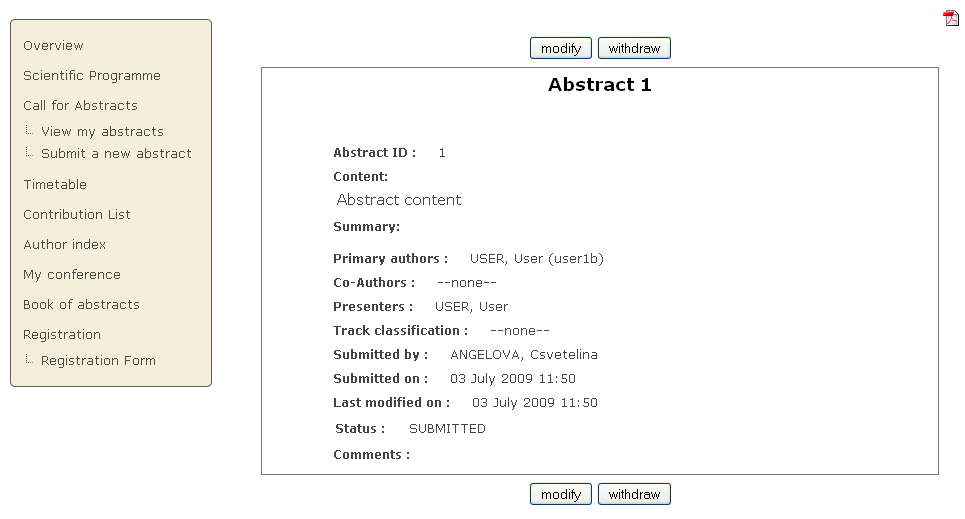 Overview
Scientific Programme
Call for Abstracts
View my abstracts
Submit a new abstract
Timetable
Contribution List
Author index
My conference
Book of abstracts
Registration
Registration Form
modify withdraw
Abstract 1
Abstract ID : 1
Content:
Abstract content
Summary:
Primary authors : USER, User (user1b)
Co-Authors : --none--
Presenters : USER, User
Track classification : --none--
Submitted by : ANGELOVA, Csvetelina
Submitted on : 03 July 2009 11:50
Last modified on : 03 July 2009 11:50
Status : SUBMITTED
Comments :
modify withdraw